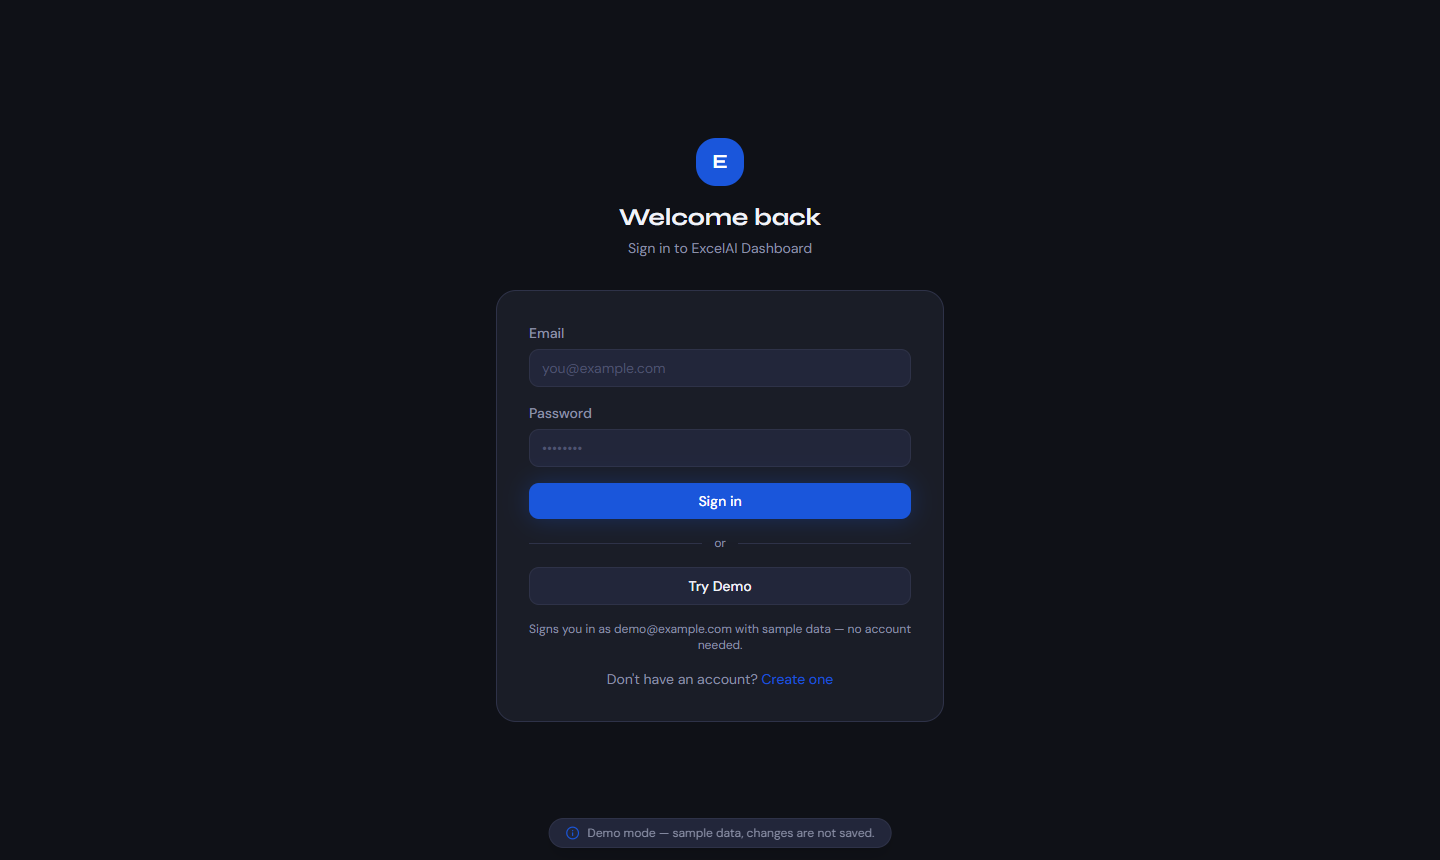 E
Welcome back
Sign in to ExcelAI Dashboard
Email
you@example.com
Password
••••••••
Sign in
or
Try Demo
Signs you in as demo@example.com with sample data — no account
needed.
Don't have an account? Create one
Demo mode — sample data, changes are not saved.